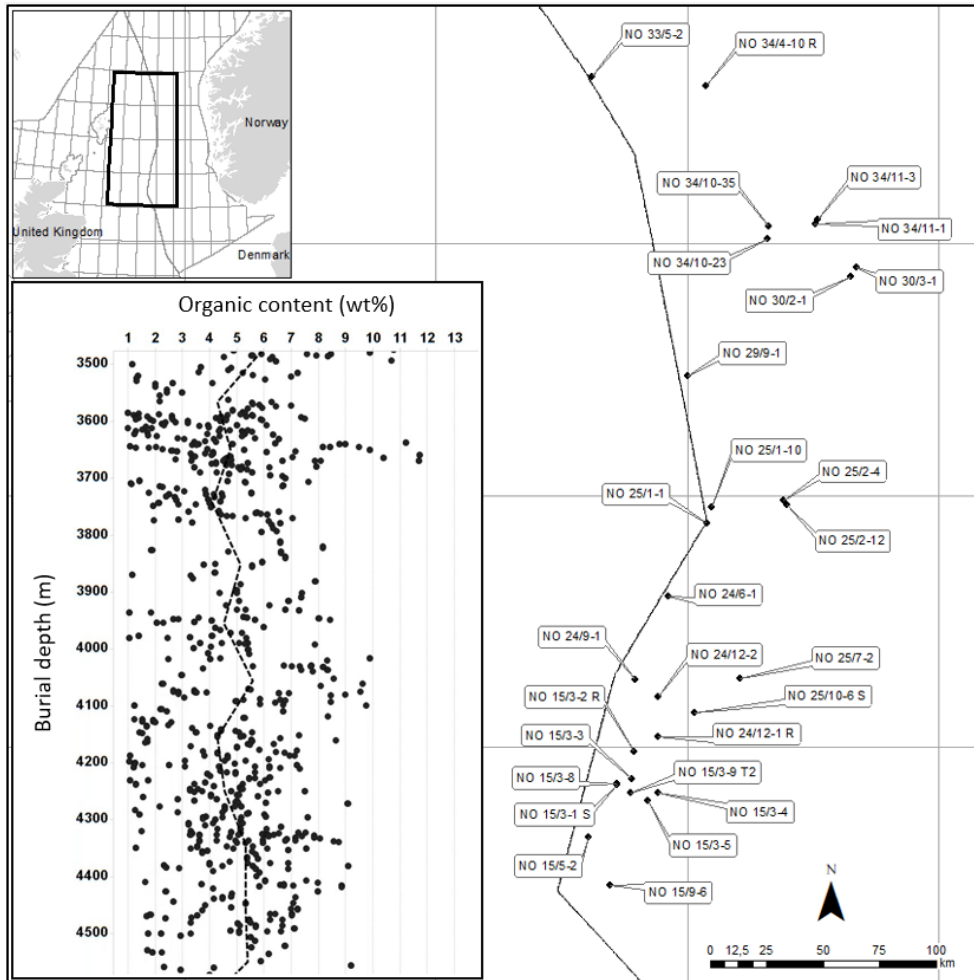 Norway
United Kingdom
Denmark
Organic content (wt%)
1 2 3 4 5 6 7 8 9 10 11 12 13
Burial depth (m)
3500
3600
3700
3800
3900
4000
4100
4200
4300
4400
4500
NO 33/5-2
NO 34/4-10 R
NO 34/10-35
NO 34/11-3
NO 34/11-1
NO 34/10-23
NO 30/3-1
NO 30/2-1
NO 29/9-1
NO 25/1-10
NO 25/2-4
NO 25/1-1
NO 25/2-12
NO 24/6-1
NO 24/9-1
NO 24/12-2
NO 25/7-2
NO 15/3-2 R
NO 25/10-6 S
NO 15/3-3
NO 24/12-1 R
NO 15/3-8
NO 15/3-9 T2
NO 15/3-1 S
NO 15/3-4
NO 15/3-5
NO 15/5-2
NO 15/9-6
N
0 12,5 25 50 75 100
km